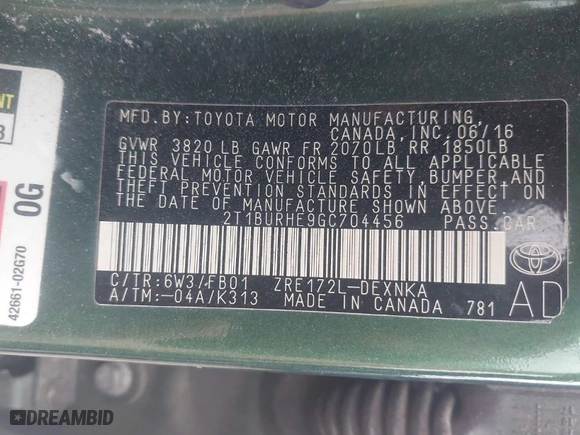 MFD.BY:TOYOTA MOTOR MANUFACTURING,
CANADA,INC. 06/16
GVWR 3820 LB GAWR FR 2070LB RR 1850LB
THIS VEHICLE CONFORMS TO ALL APPLICABLE
FEDERAL MOTOR VEHICLE SAFETY, BUMPER, AND
THEFT PREVENTION STANDARDS IN EFFECT ON
THE DATE OF MANUFACTURE SHOWN ABOVE.
2T1BURHE9GC704456 PASS.CAR
C/TR:6W3/FB01 ZRE172L-DEXNKA
A/TM:-04A/K313 MADE IN CANADA 781
AD
0G
42661-02G70
DREAMBID